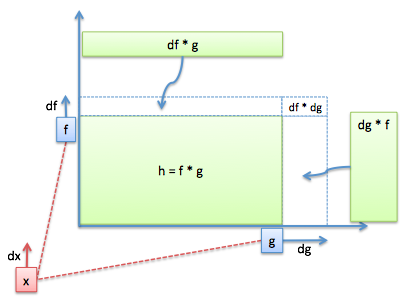 df * g
df
df * dg
f
dg * f
h = f * g
g
dg
dx
x